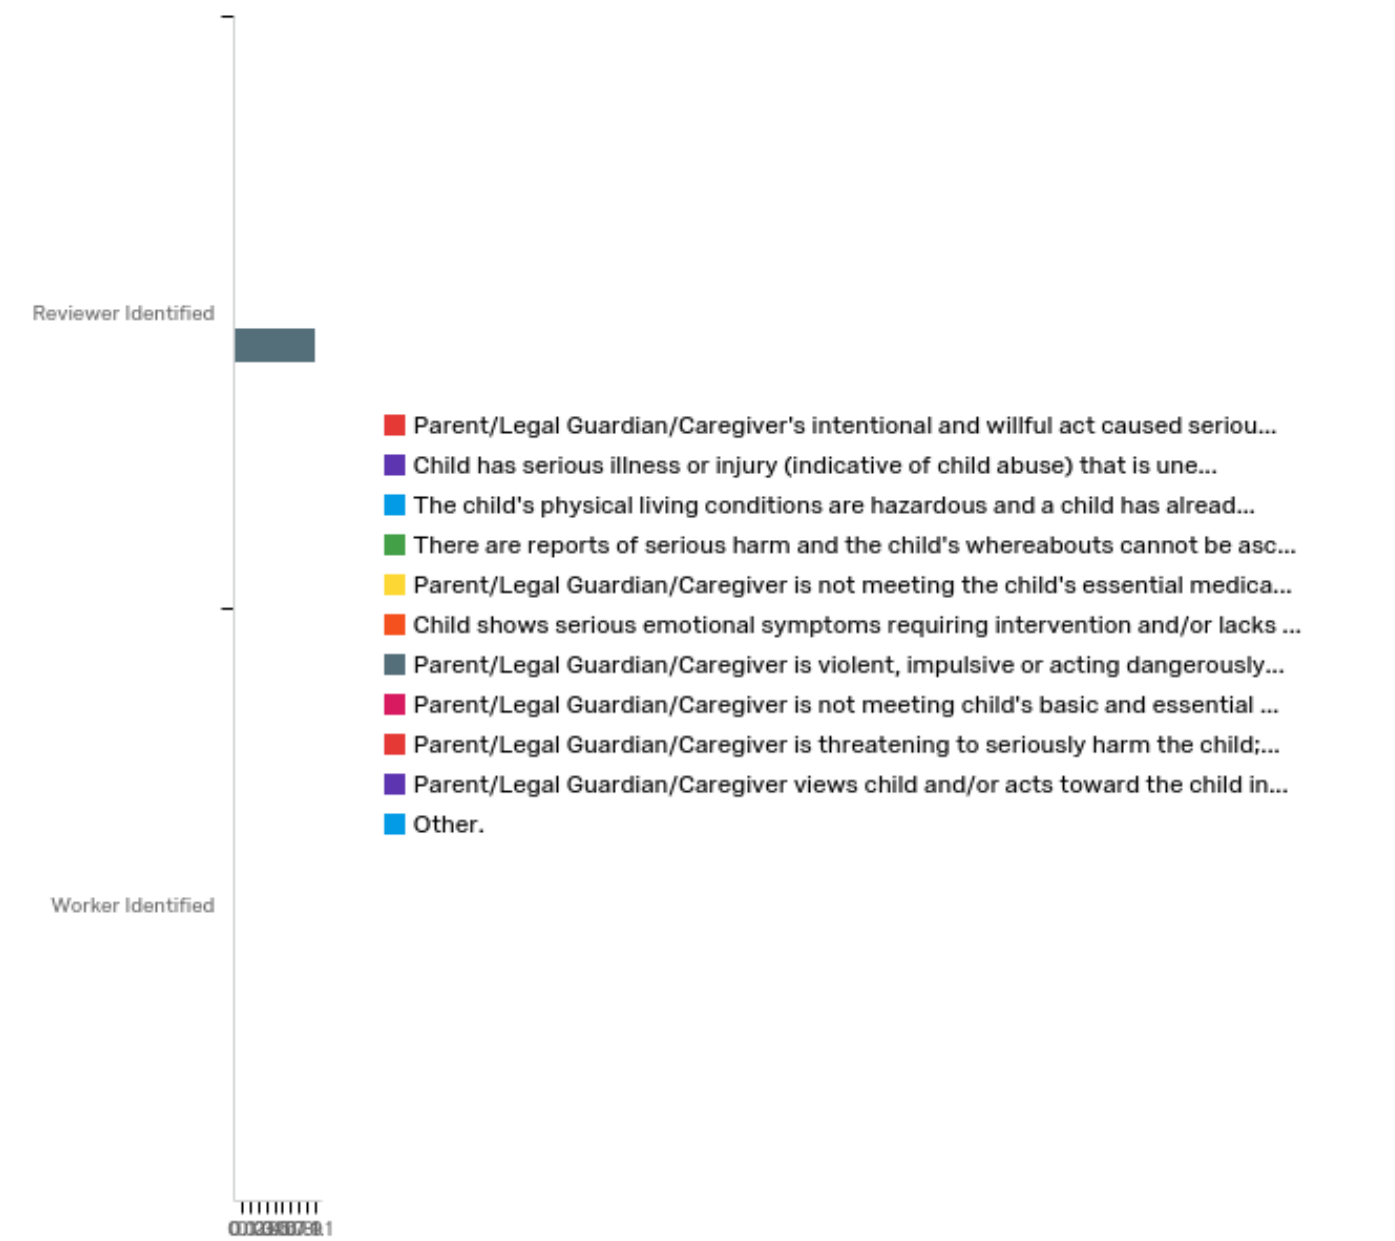 Reviewer Identified
Parent/Legal Guardian/Caregiver's intentional and willful act caused seriou...
Child has serious illness or injury (indicative of child abuse) that is une...
The child's physical living conditions are hazardous and a child has alread...
There are reports of serious harm and the child's whereabouts cannot be asc...
Parent/Legal Guardian/Caregiver is not meeting the child's essential medica...
Child shows serious emotional symptoms requiring intervention and/or lacks ...
Parent/Legal Guardian/Caregiver is violent, impulsive or acting dangerously...
Parent/Legal Guardian/Caregiver is not meeting child's basic and essential ...
Parent/Legal Guardian/Caregiver is threatening to seriously harm the child;...
Parent/Legal Guardian/Caregiver views child and/or acts toward the child in...
Other.
Worker Identified